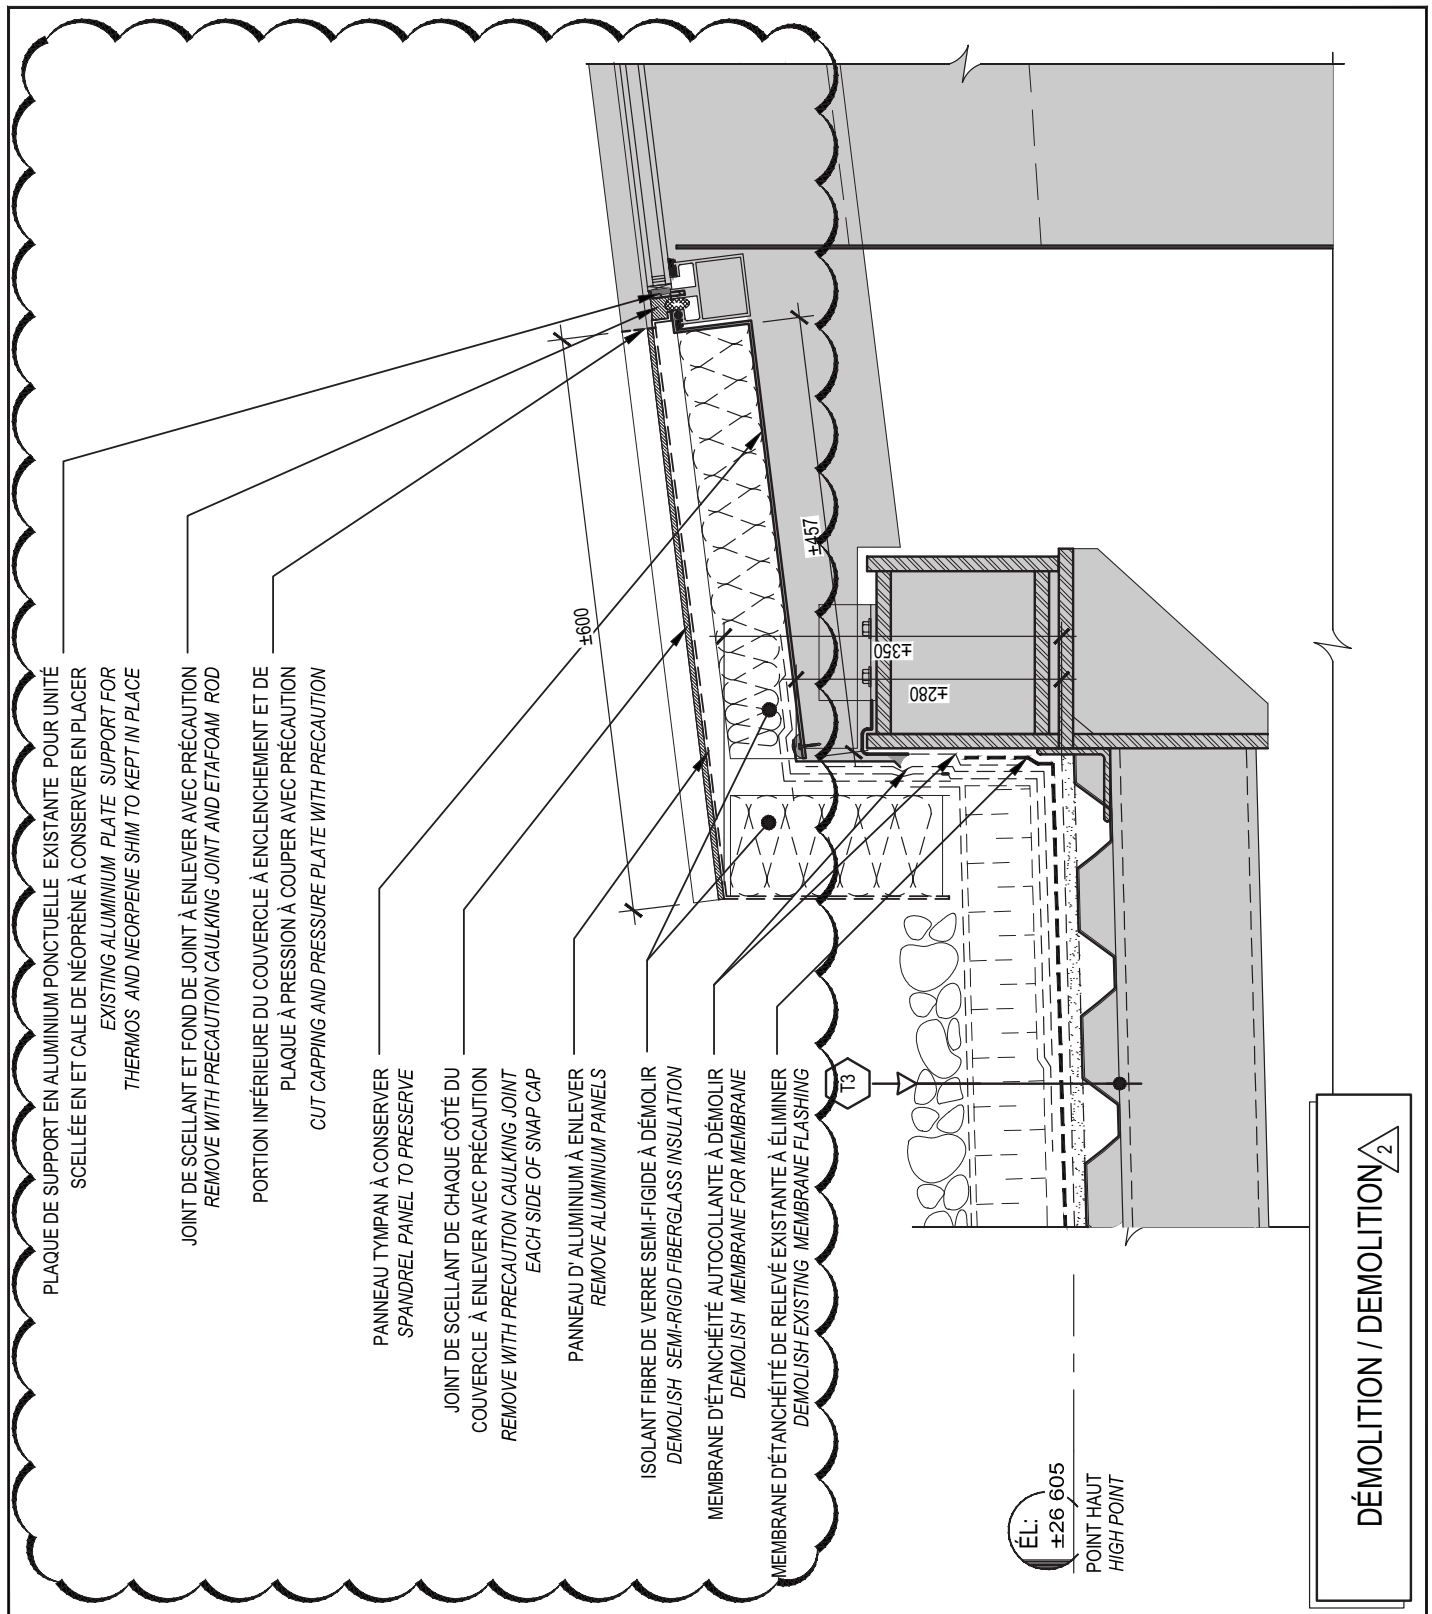 PLAQUE DE SUPPORT EN ALUMINIUM PONCTUELLE EXISTANTE POUR UNITÉ
SCELLÉE EN ET CALE DE NÉOPRÈNE À CONSERVER EN PLACER
EXISTING ALUMINIUM PLATE SUPPORT FOR
THERMOS AND NEORPENE SHIM TO KEPT IN PLACE
JOINT DE SCELLANT ET FOND DE JOINT À ENLEVER AVEC PRÉCAUTION
REMOVE WITH PRECAUTION CAULKING JOINT AND ETAFOAM ROD
PORTION INFÉRIEURE DU COUVERCLE À ENCLENCHEMENT ET DE
PLAQUE À PRESSION À COUPER AVEC PRÉCAUTION
CUT CAPPING AND PRESSURE PLATE WITH PRECAUTION
PANNEAU TYMPAN À CONSERVER
SPANDREL PANEL TO PRESERVE
JOINT DE SCELLANT DE CHAQUE CÔTÉ DU
COUVERCLE À ENLEVER AVEC PRÉCAUTION
REMOVE WITH PRECAUTION CAULKING JOINT
EACH SIDE OF SNAP CAP
PANNEAU D' ALUMINIUM À ENLEVER
REMOVE ALUMINIUM PANELS
ISOLANT FIBRE DE VERRE SEMI-FIGIDE À DÉMOLIR
DEMOLISH SEMI-RIGID FIBERGLASS INSULATION
MEMBRANE D'ÉTANCHÉITÉ AUTOCOLLANTE À DÉMOLIR
DEMOLISH MEMBRANE FOR MEMBRANE
MEMBRANE D'ÉTANCHÉITÉ DE RELEVÉ EXISTANTE À ÉLIMINER
DEMOLISH EXISTING MEMBRANE FLASHING
±600
±457
±350
±280
T3
ÉL:
±26 605
POINT HAUT
HIGH POINT
DÉMOLITION / DEMOLITION
2